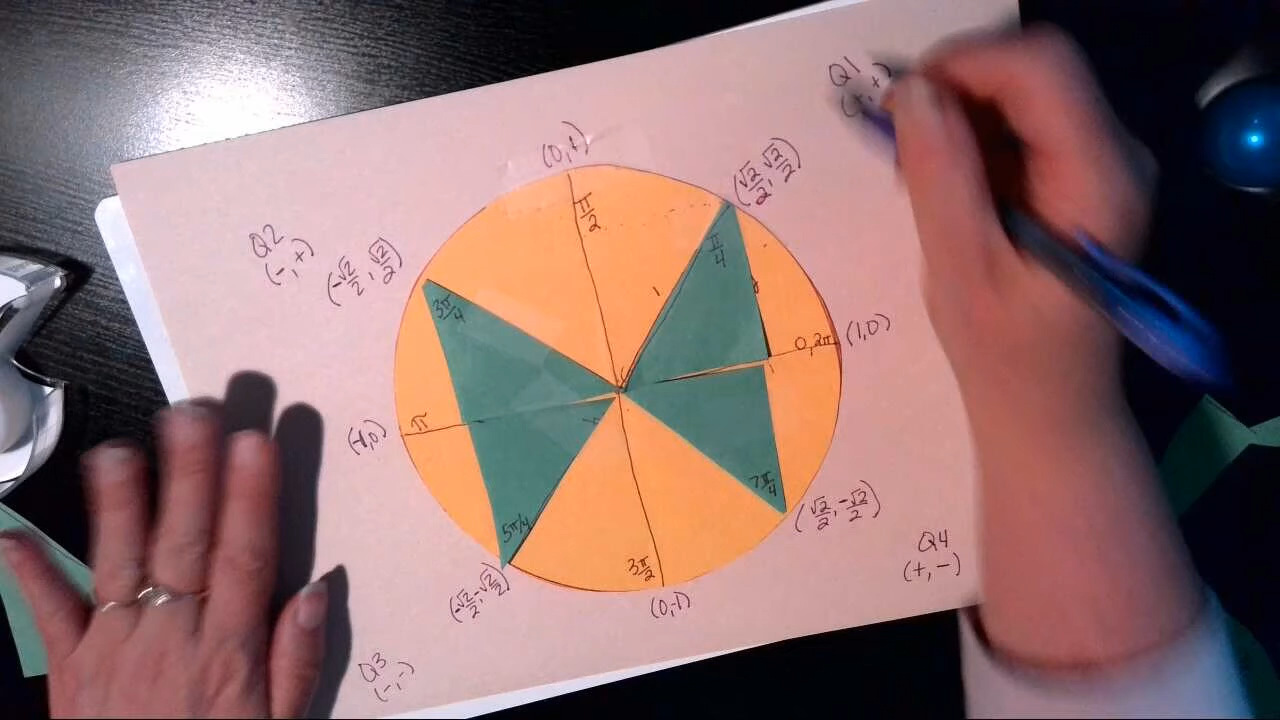 Q1
(+, +)
(0, 1)
(√2/2, √2/2)
π/2
Q2
(-, +)
(-√2/2, √2/2)
π/4
3π/4
1
0, 2π
(1, 0)
π
(-1, 0)
7π/4
(√2/2, -√2/2)
5π/4
Q4
(+, -)
3π/2
(-√2/2, -√2/2)
(0, -1)
Q3
(-, -)